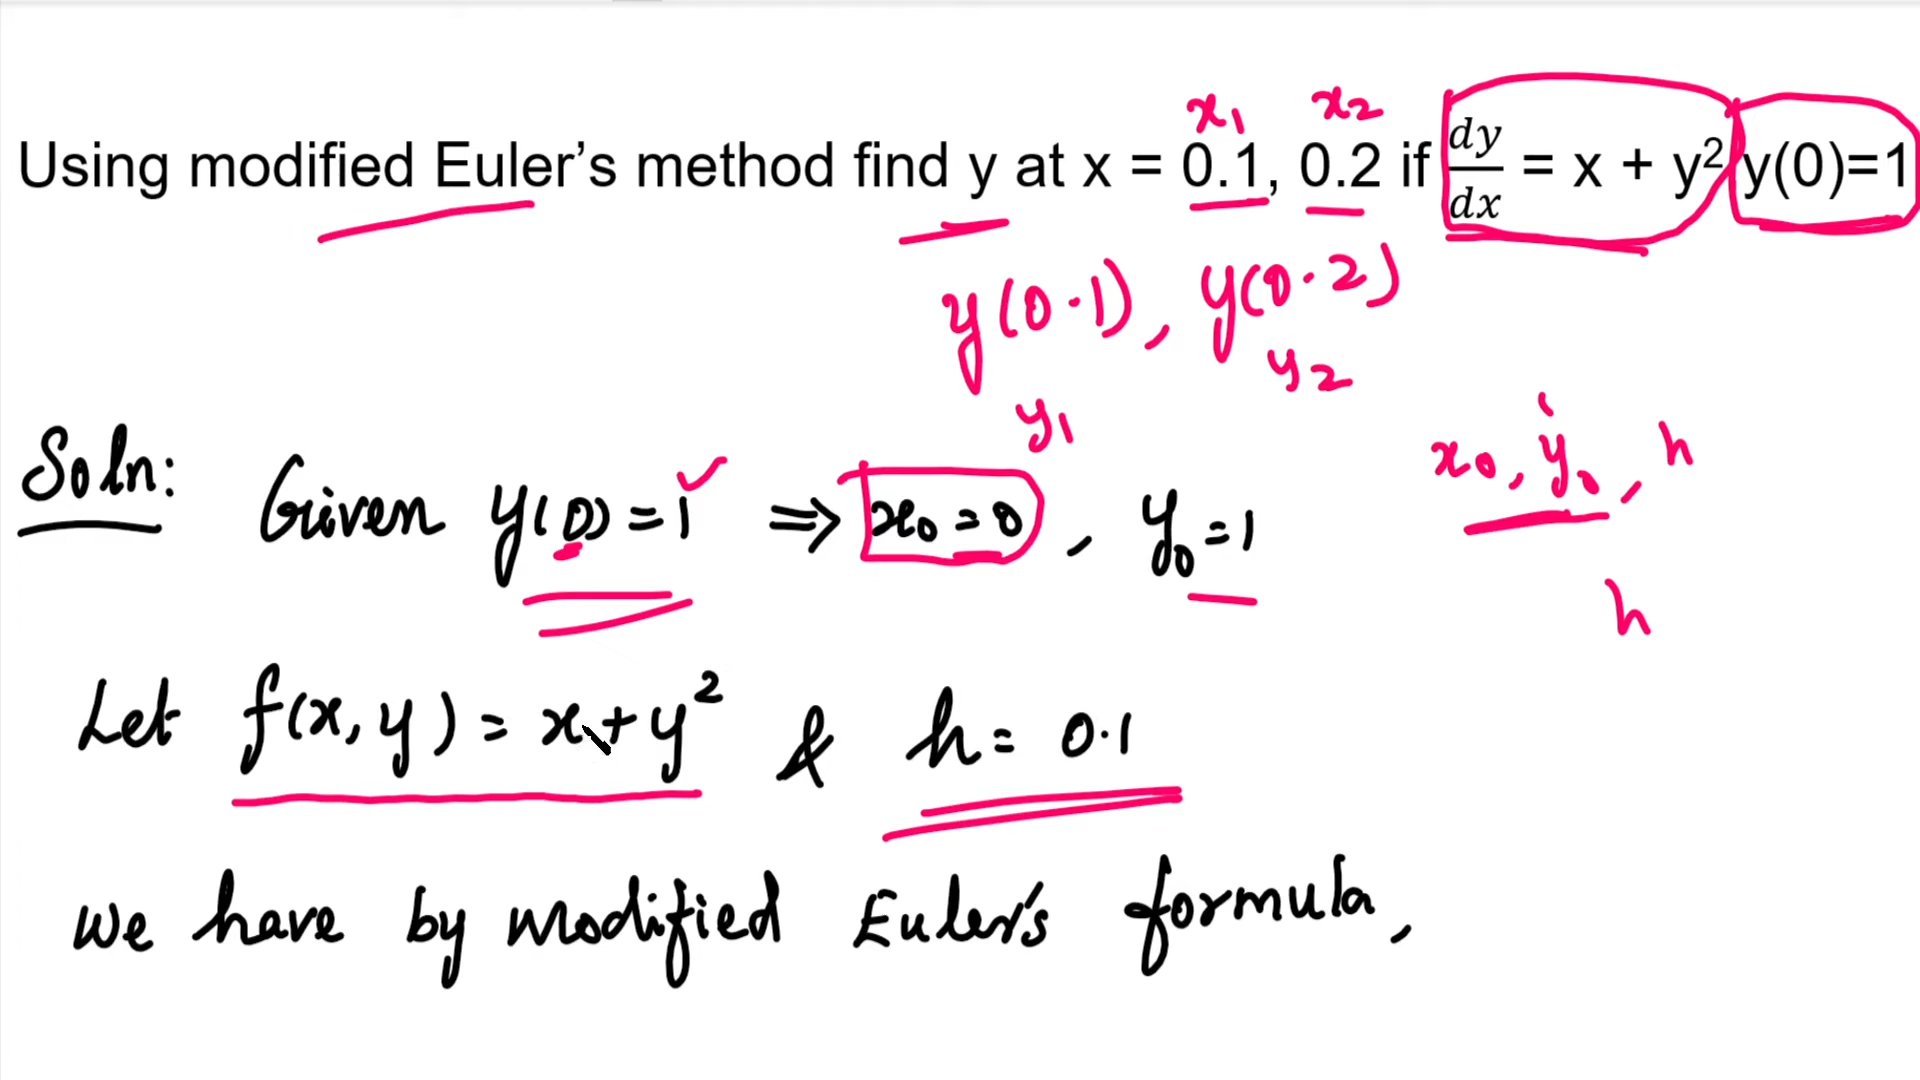 x1 x2
Using modified Euler’s method find y at x = 0.1, 0.2 if dy/dx = x + y² y(0)=1
y(0.1), y(0.2)
y1 y2
x0, y0, h
Soln: Given y(0)=1 ✓ ⇒ x0 = 0, y0 = 1
h
Let f(x,y) = x+y² & h = 0.1
We have by modified Euler's formula,